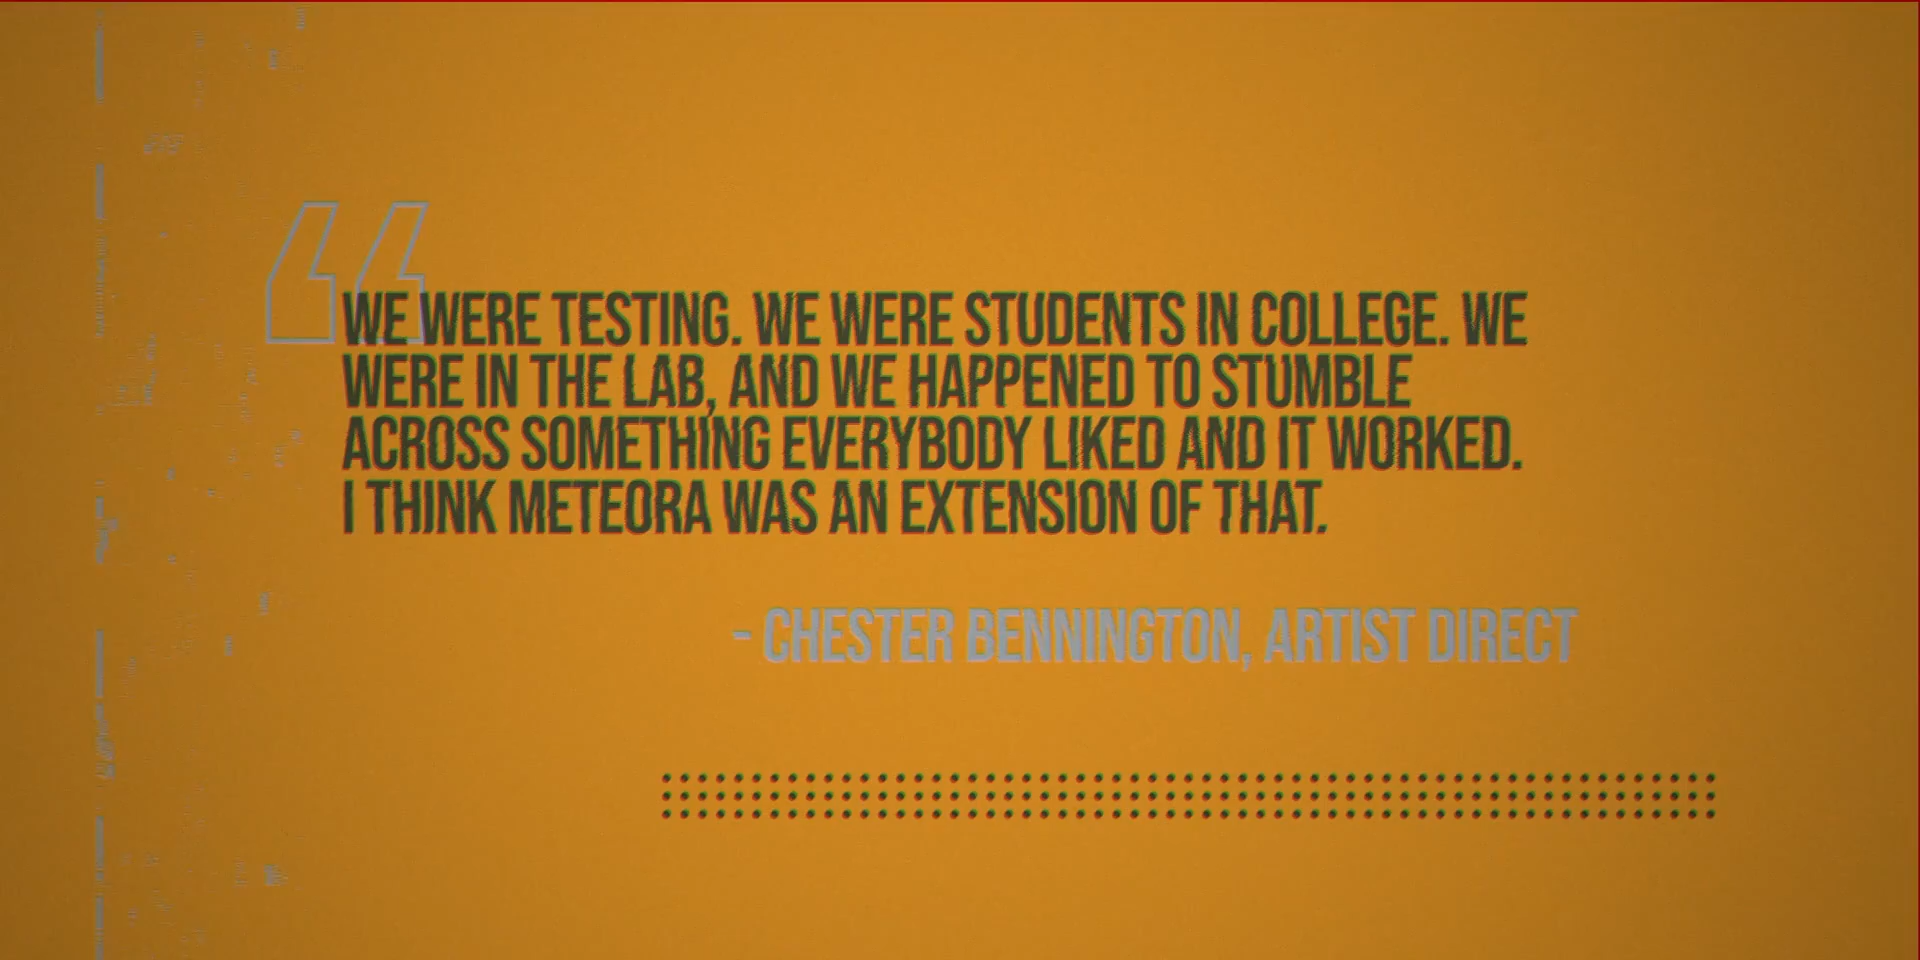 “WE WERE TESTING. WE WERE STUDENTS IN COLLEGE. WE
WERE IN THE LAB, AND WE HAPPENED TO STUMBLE
ACROSS SOMETHING EVERYBODY LIKED AND IT WORKED.
I THINK METEORA WAS AN EXTENSION OF THAT.
- CHESTER BENNINGTON, ARTIST DIRECT